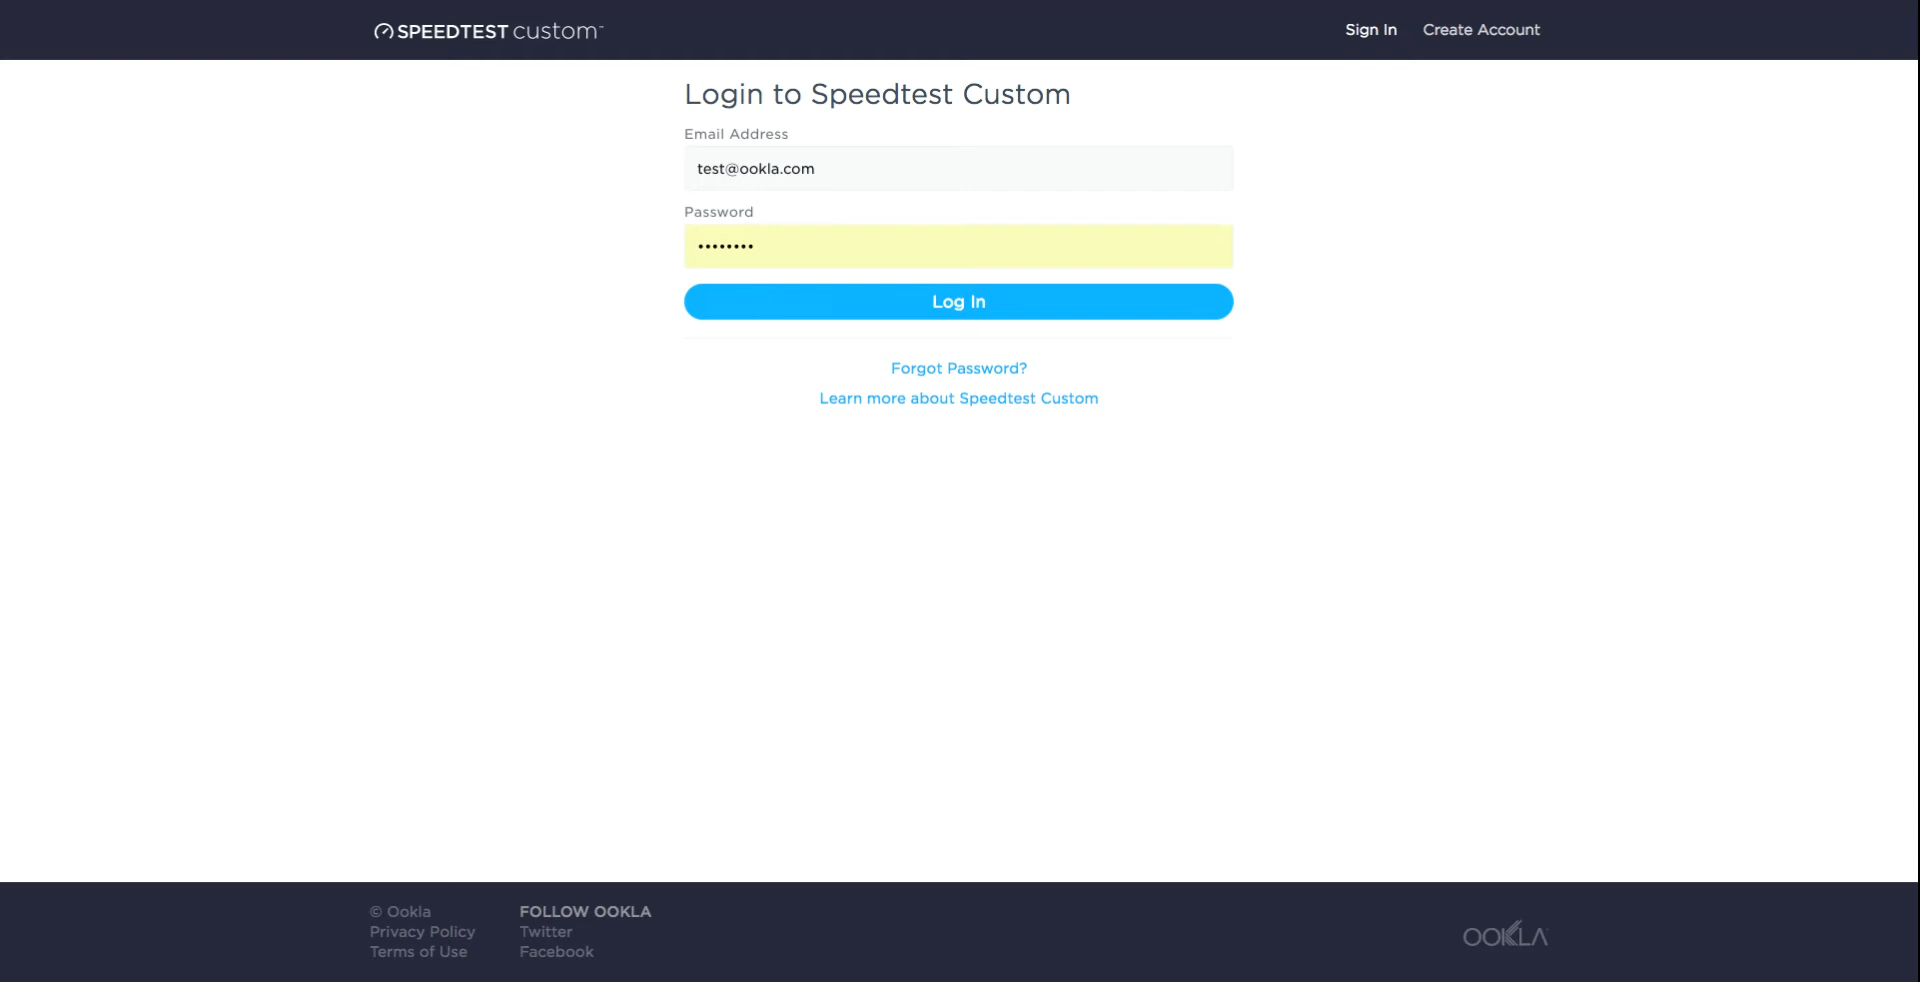 SPEEDTEST custom™
Sign In
Create Account
Login to Speedtest Custom
Email Address
test@ookla.com
Password
••••••••
Log In
Forgot Password?
Learn more about Speedtest Custom
© Ookla
Privacy Policy
Terms of Use
FOLLOW OOKLA
Twitter
Facebook
OOKLA